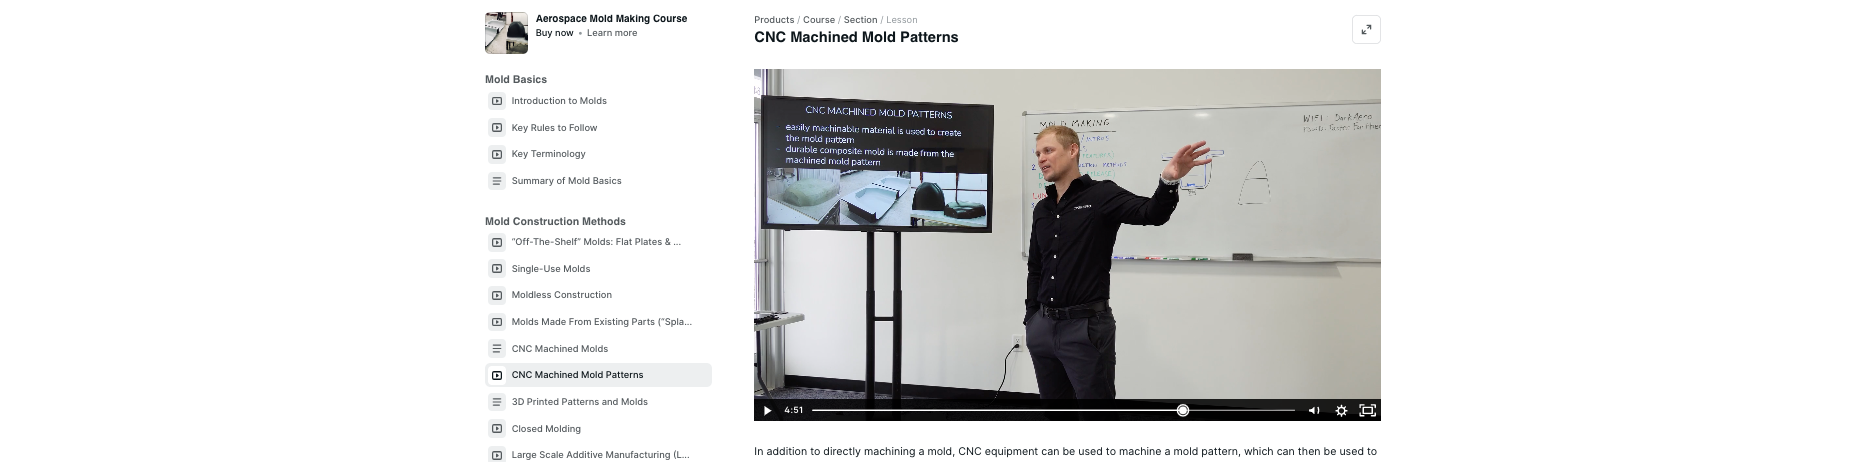 Aerospace Mold Making Course
Buy now • Learn more
Mold Basics
Introduction to Molds
Key Rules to Follow
Key Terminology
Summary of Mold Basics
Mold Construction Methods
"Off-The-Shelf" Molds: Flat Plates & ...
Single-Use Molds
Moldless Construction
Molds Made From Existing Parts ("Spla...
CNC Machined Molds
CNC Machined Mold Patterns
3D Printed Patterns and Molds
Closed Molding
Large Scale Additive Manufacturing (L...
Products / Course / Section / Lesson
CNC Machined Mold Patterns
CNC MACHINED MOLD PATTERNS
easily machinable material is used to create
the mold pattern
durable composite mold is made from the
machined mold pattern
MOLD MAKING
WIFI: DarkAero
4:51
In addition to directly machining a mold, CNC equipment can be used to machine a mold pattern, which can then be used to